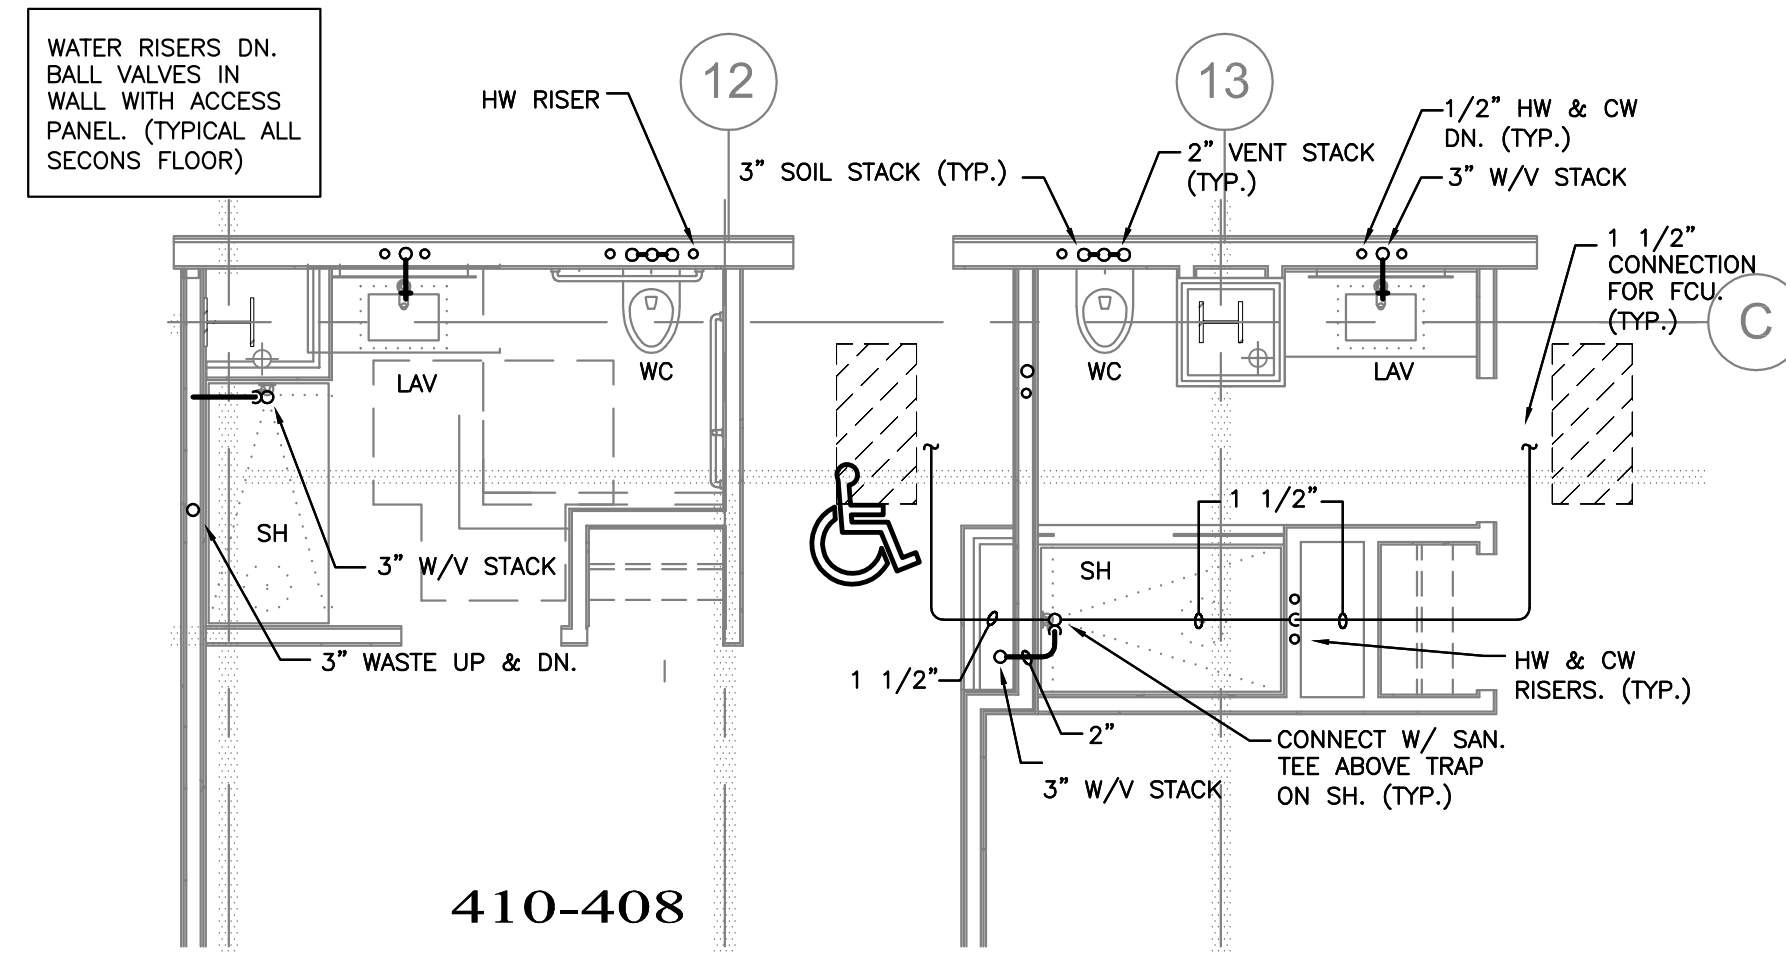 WATER RISERS DN.
BALL VALVES IN
WALL WITH ACCESS
PANEL. (TYPICAL ALL
SECONS FLOOR)
HW RISER
12
3" SOIL STACK (TYP.)
13
2" VENT STACK
(TYP.)
1/2" HW & CW
DN. (TYP.)
3" W/V STACK
1 1/2"
CONNECTION
FOR FCU.
(TYP.)
C
LAV
WC
WC
LAV
SH
3" W/V STACK
3" WASTE UP & DN.
1 1/2"
SH
1 1/2"
2"
3" W/V STACK
HW & CW
RISERS. (TYP.)
CONNECT W/ SAN.
TEE ABOVE TRAP
ON SH. (TYP.)
410-408